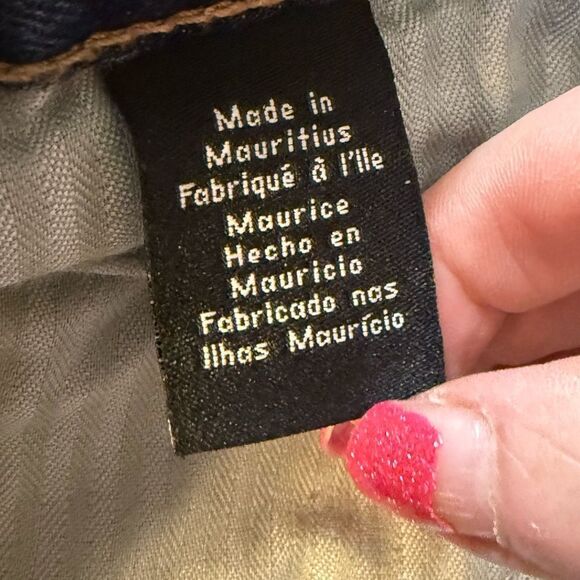 Made in
Mauritius
Fabriqué à l'Ile
Maurice
Hecho en
Mauricio
Fabricado nas
Ilhas Maurício